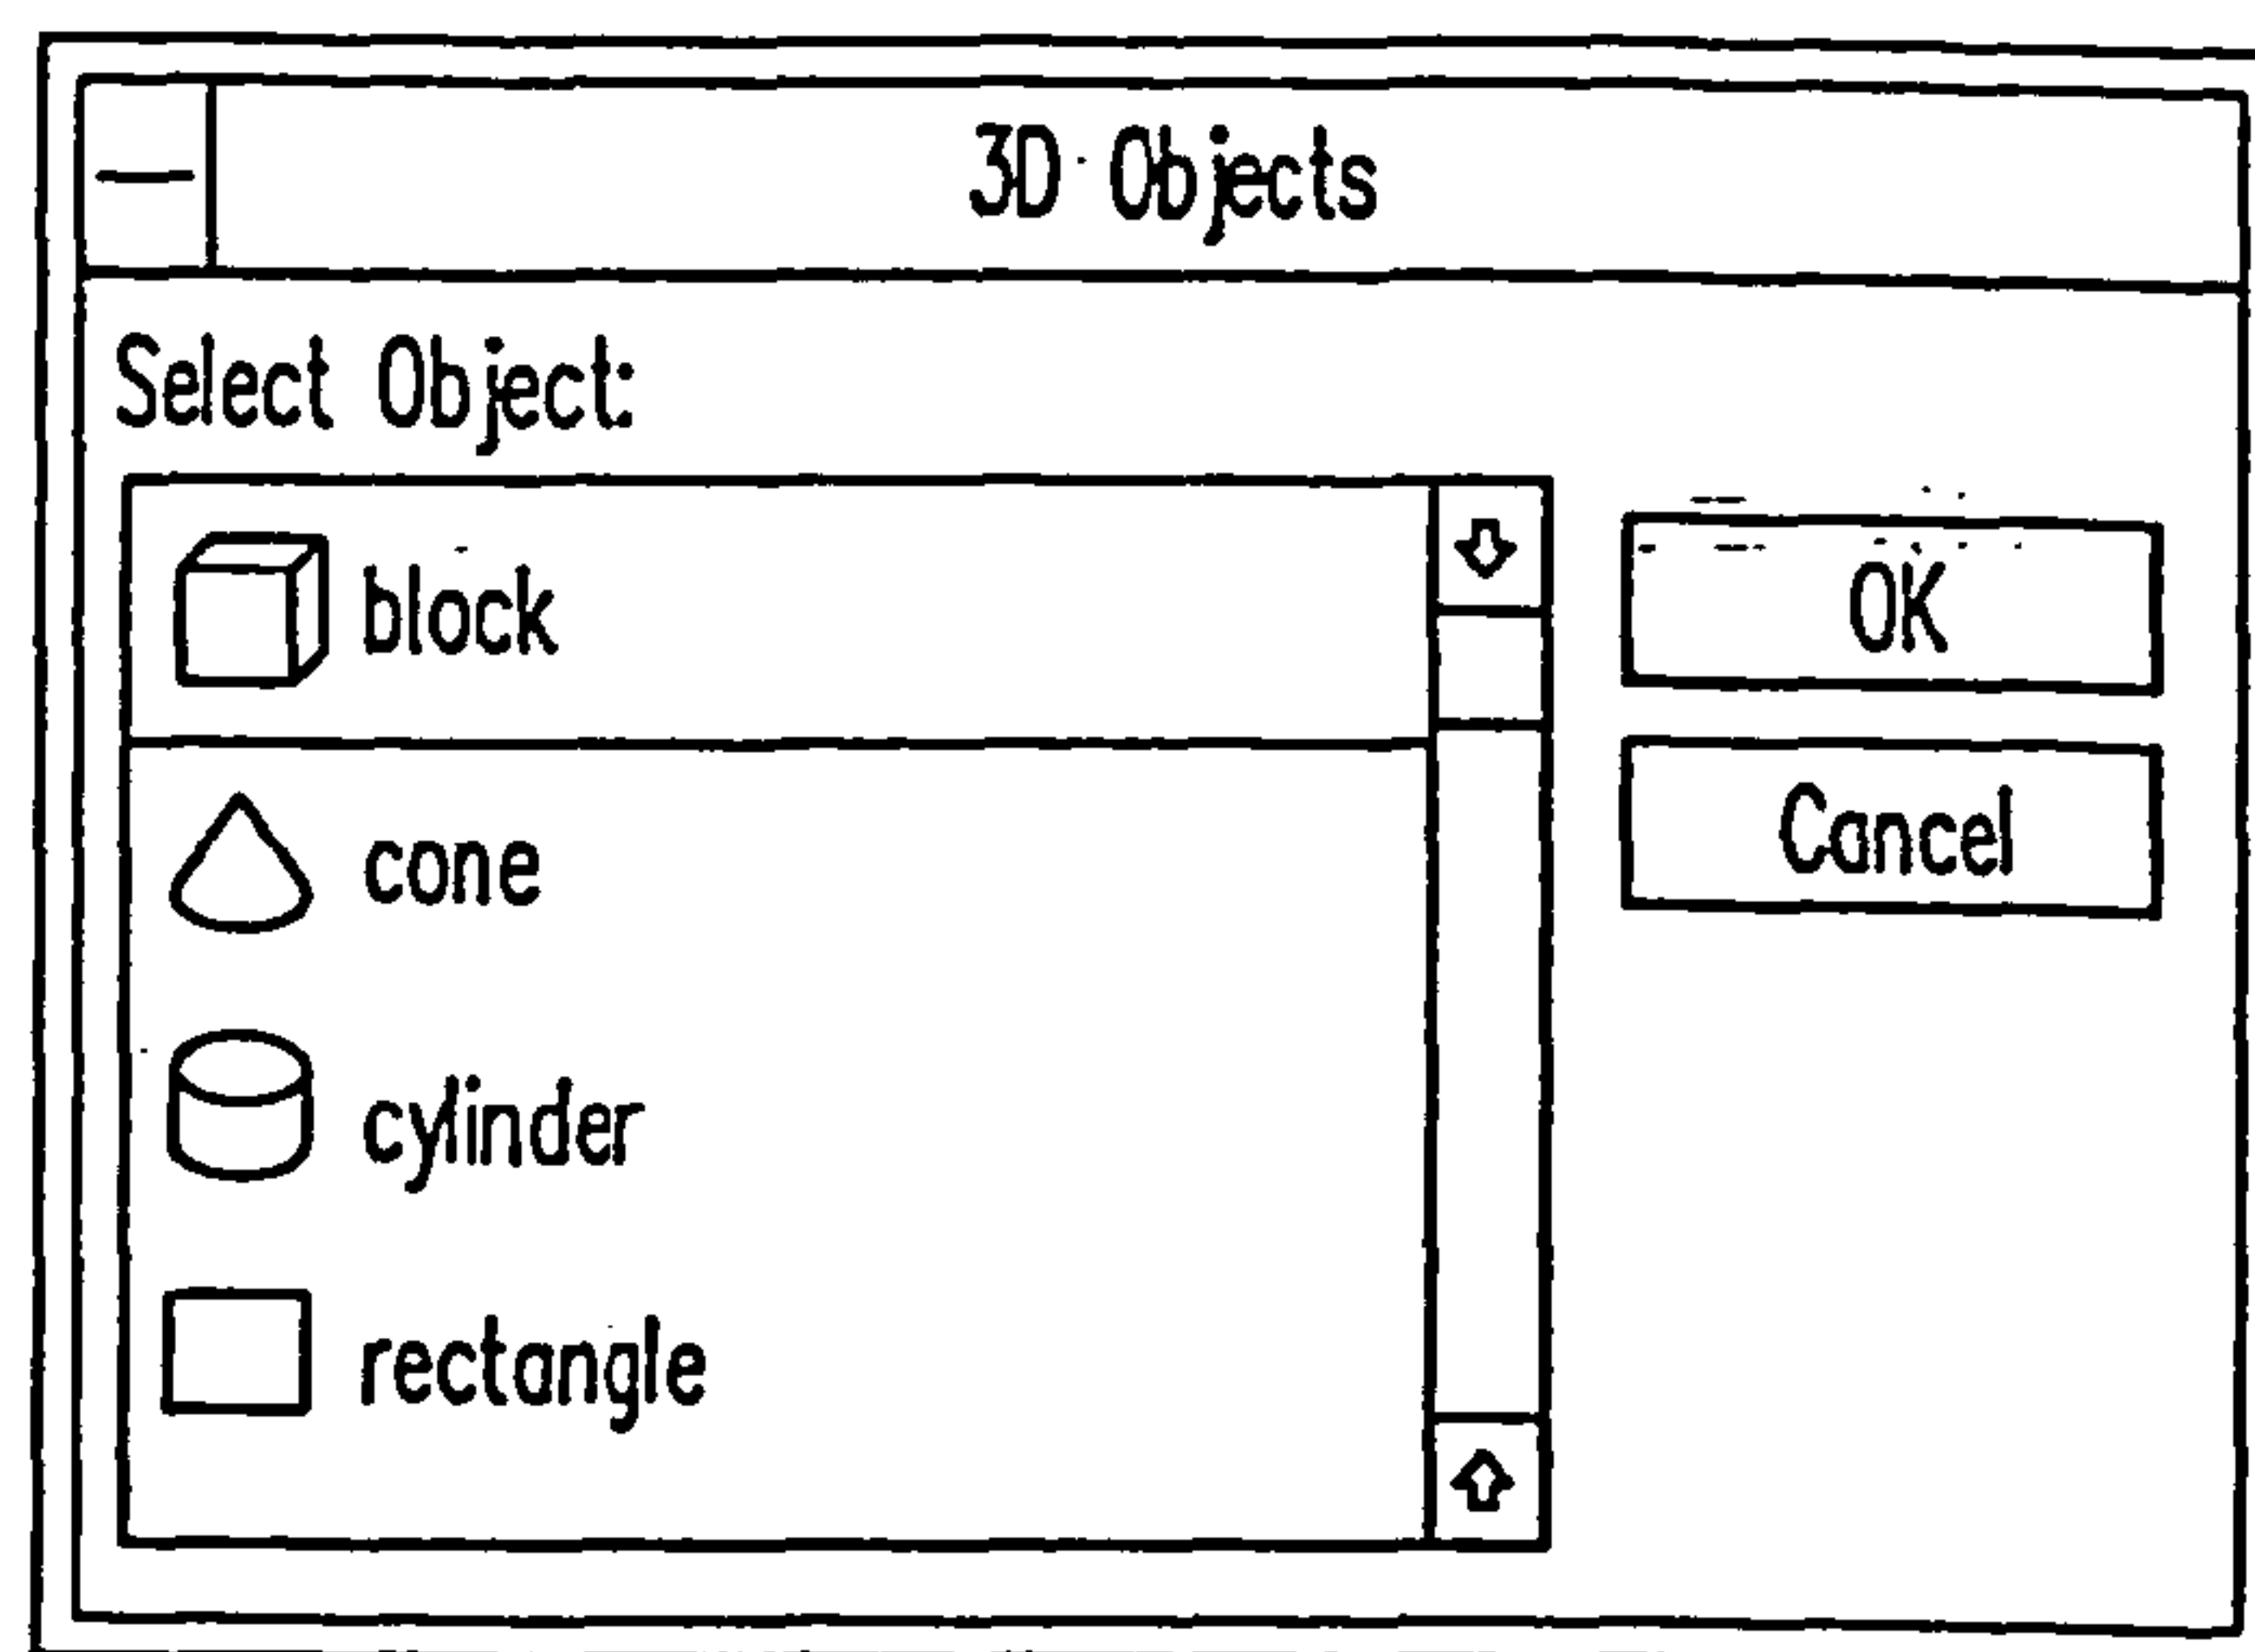 3D Objects
Select Object:
block
OK
cone
Cancel
cylinder
rectangle